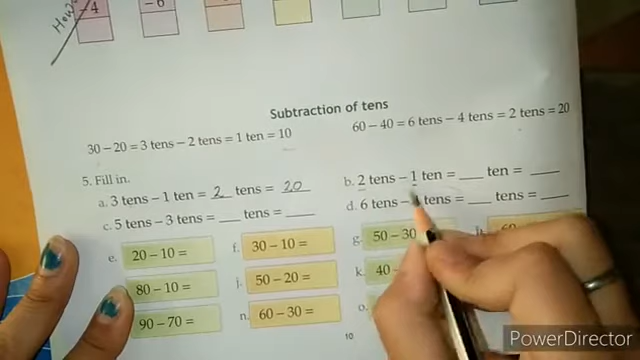 4
- 6
How
Subtraction of tens
30 – 20 = 3 tens – 2 tens = 1 ten = 10
60 – 40 = 6 tens – 4 tens = 2 tens = 20
5. Fill in.
a. 3 tens – 1 ten = 2 tens = 20
b. 2 tens – 1 ten = ___ ten = ___
c. 5 tens – 3 tens = ___ tens = ___
d. 6 tens – tens = ___ tens = ___
e. 20 – 10 =
f. 30 – 10 =
g. 50 – 30
h. 60
80 – 10 =
j. 50 – 20 =
k. 40 –
90 – 70 =
n. 60 – 30 =
o.
10
PowerDirector